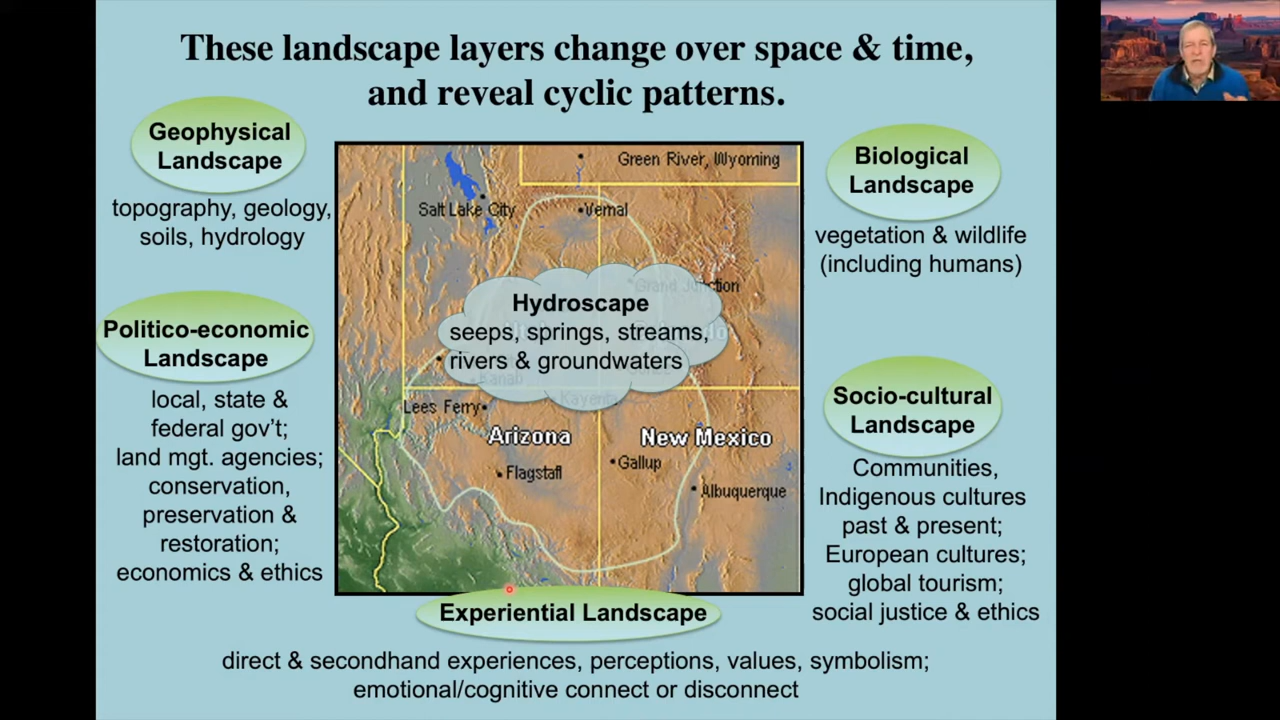 These landscape layers change over space & time,
and reveal cyclic patterns.
Geophysical
Landscape
topography, geology,
soils, hydrology
Politico-economic
Landscape
local, state &
federal gov't;
land mgt. agencies;
conservation,
preservation &
restoration;
economics & ethics
Green River, Wyoming
Salt Lake City
Vernal
Grand Junction
Hydroscape
seeps, springs, streams,
rivers & groundwaters
Kanab
Kayenta
Lees Ferry
Arizona
New Mexico
Flagstaff
Gallup
Albuquerque
Biological
Landscape
vegetation & wildlife
(including humans)
Socio-cultural
Landscape
Communities,
Indigenous cultures
past & present;
European cultures;
global tourism;
social justice & ethics
Experiential Landscape
direct & secondhand experiences, perceptions, values, symbolism;
emotional/cognitive connect or disconnect